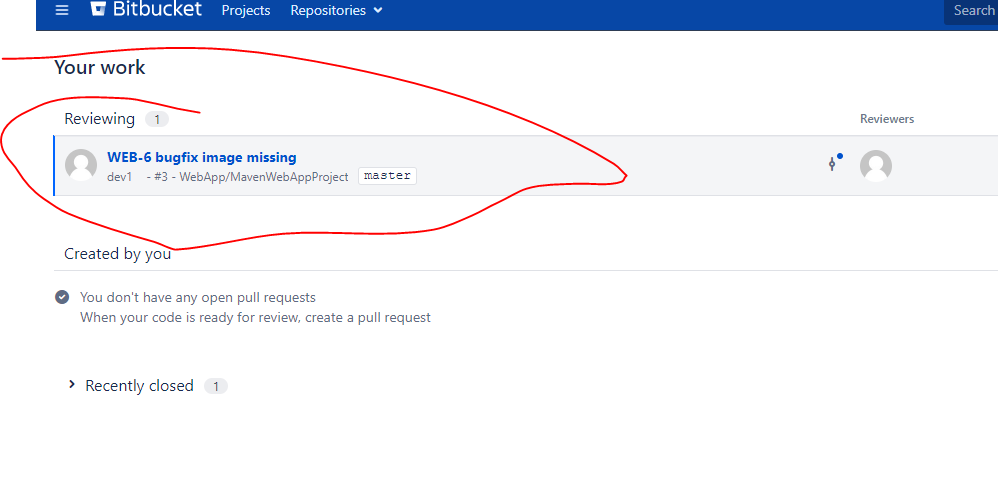 Bitbucket Projects Repositories Search
Your work
Reviewing 1 Reviewers
WEB-6 bugfix image missing
dev1 - #3 - WebApp/MavenWebAppProject master
Created by you
You don't have any open pull requests
When your code is ready for review, create a pull request
Recently closed 1